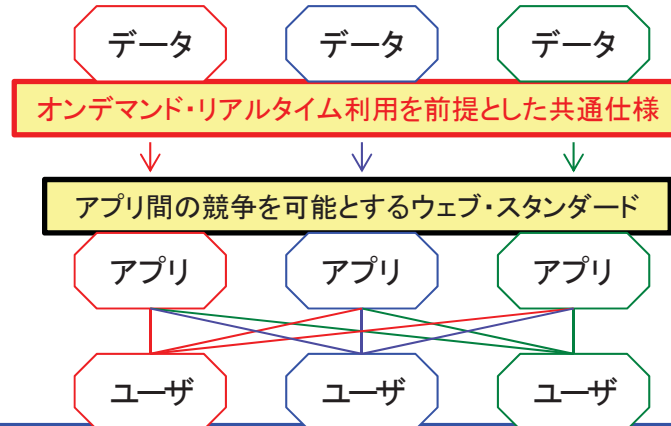 データ データ データ
オンデマンド・リアルタイム利用を前提とした共通仕様
アプリ間の競争を可能とするウェブ・スタンダード
アプリ アプリ アプリ
ユーザ ユーザ ユーザ